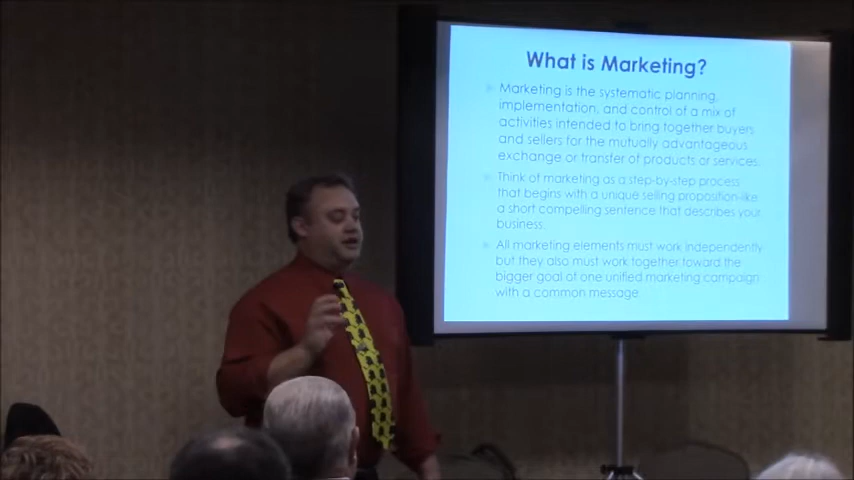 What is Marketing?
Marketing is the systematic planning,
implementation, and control of a mix of
activities intended to bring together buyers
and sellers for the mutually advantageous
exchange or transfer of products or services.
Think of marketing as a step-by-step process
that begins with a unique selling proposition-like
a short compelling sentence that describes your
business.
All marketing elements must work independently
but they also must work together toward the
bigger goal of one unified marketing campaign
with a common message